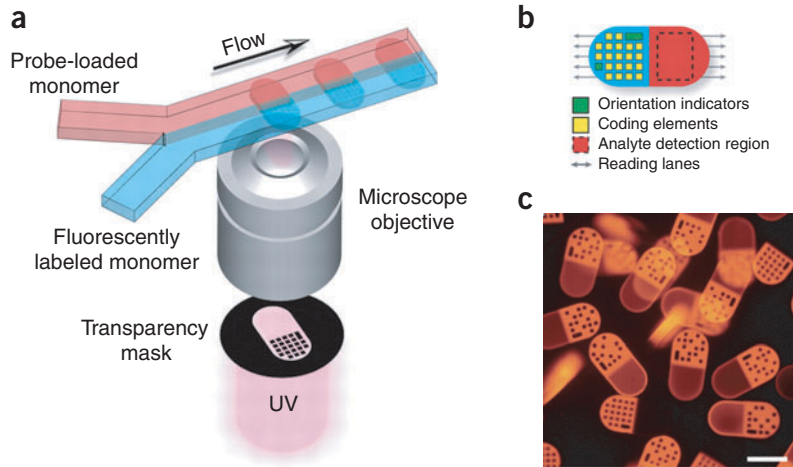 a
Flow
Probe-loaded
monomer
Fluorescently
labeled monomer
Microscope
objective
Transparency
mask
UV
b
Orientation indicators
Coding elements
Analyte detection region
Reading lanes
c